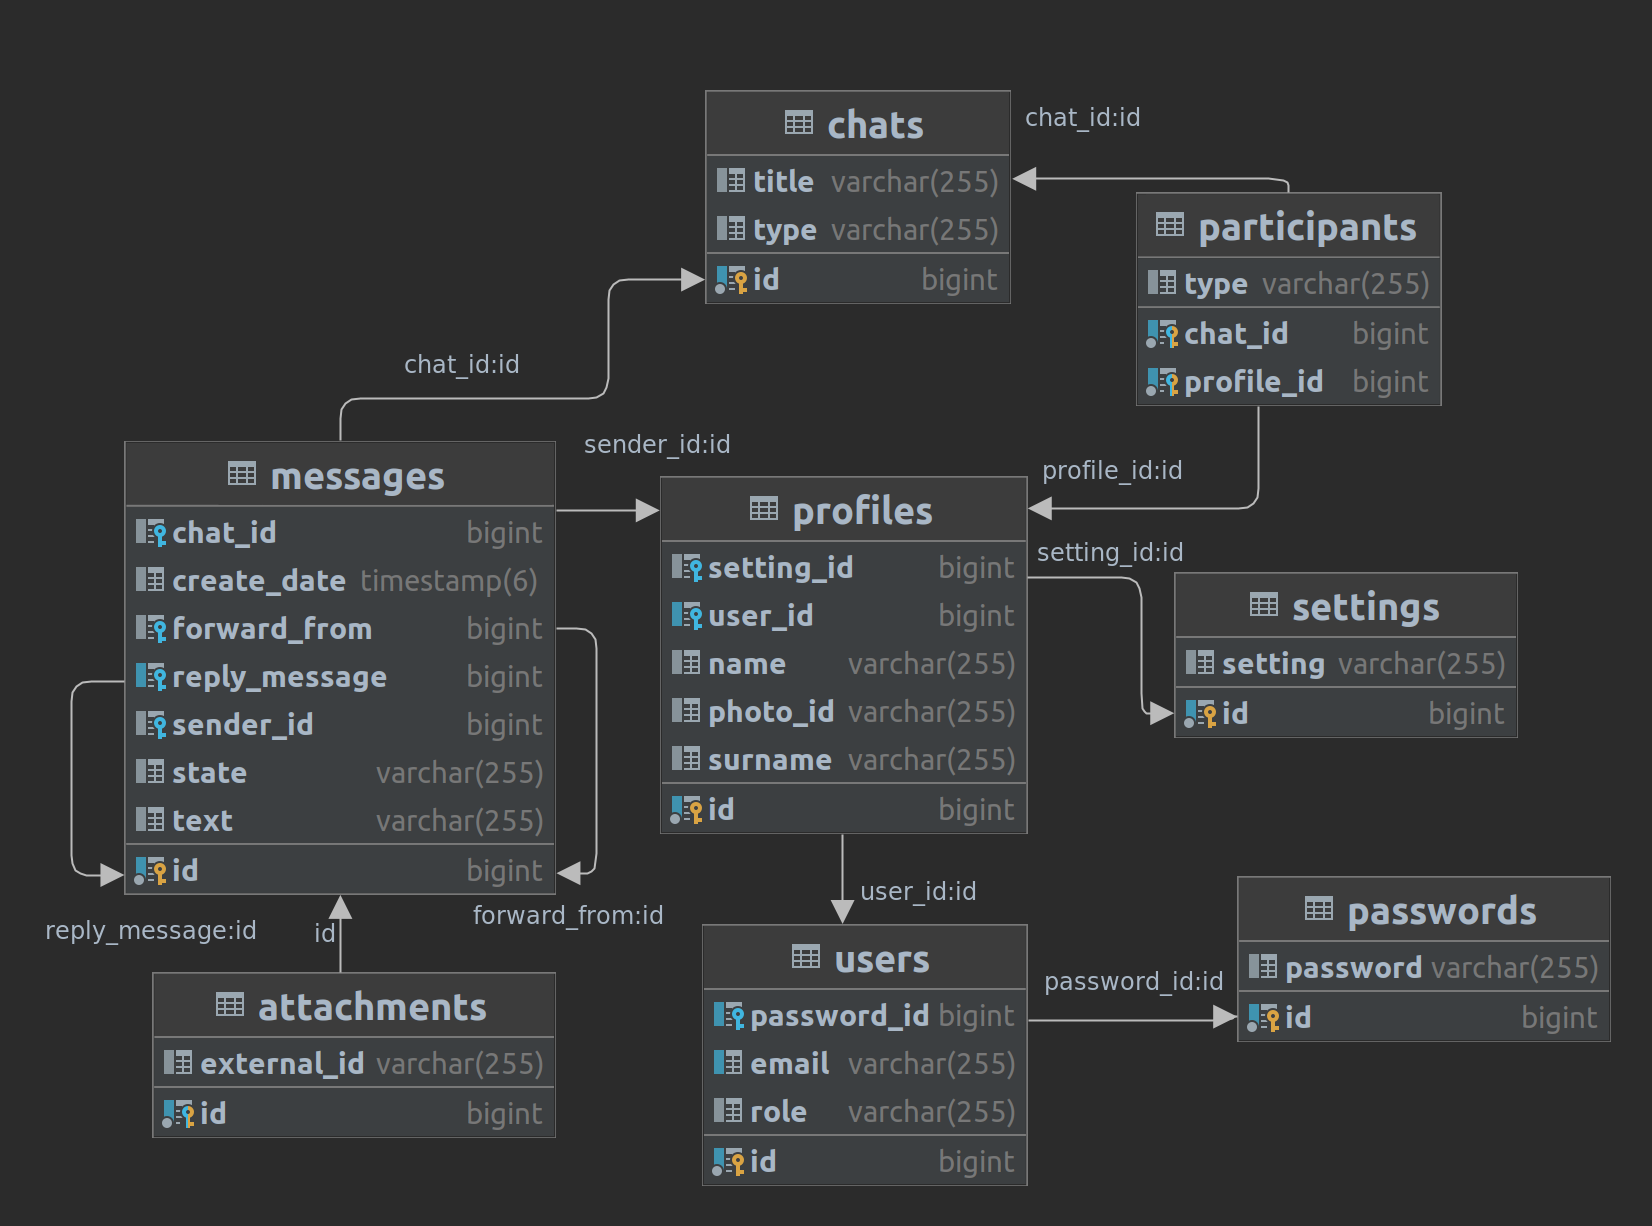 chats
title varchar(255)
type varchar(255)
id bigint
chat_id:id
participants
type varchar(255)
chat_id bigint
profile_id bigint
chat_id:id
messages
chat_id bigint
create_date timestamp(6)
forward_from bigint
reply_message bigint
sender_id bigint
state varchar(255)
text varchar(255)
id bigint
sender_id:id
profile_id:id
profiles
setting_id bigint
user_id bigint
name varchar(255)
photo_id varchar(255)
surname varchar(255)
id bigint
setting_id:id
settings
setting varchar(255)
id bigint
reply_message:id
id
forward_from:id
user_id:id
attachments
external_id varchar(255)
id bigint
users
password_id bigint
email varchar(255)
role varchar(255)
id bigint
password_id:id
passwords
password varchar(255)
id bigint